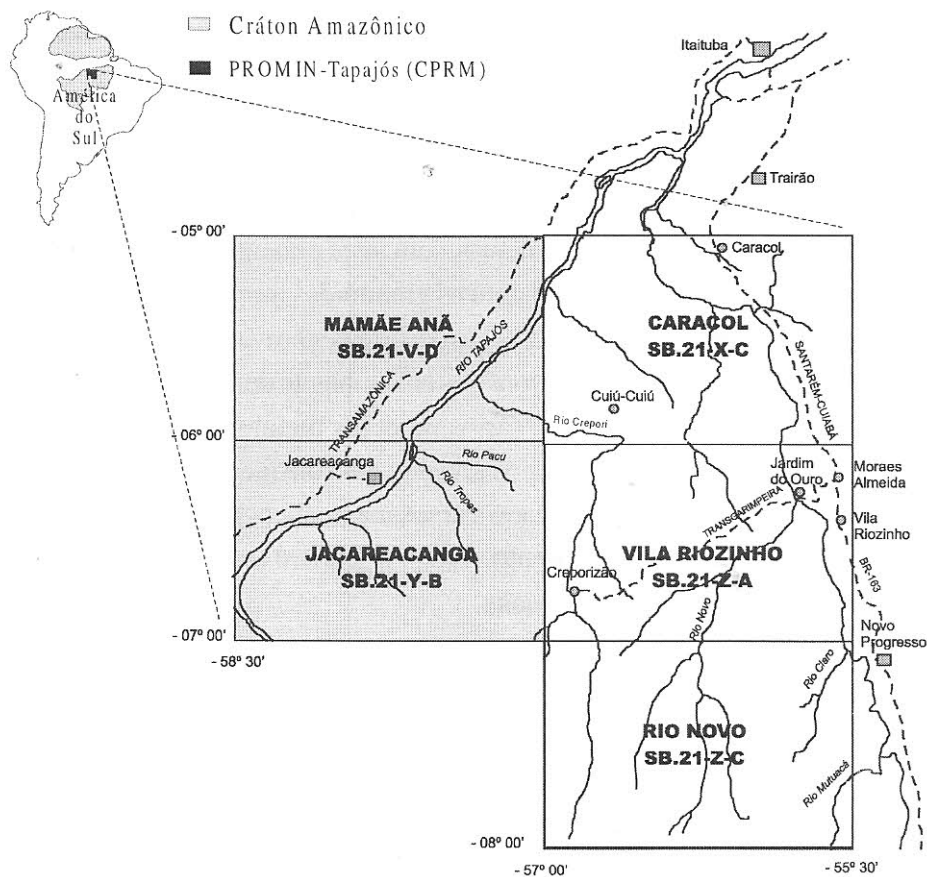 Cráton Amazônico
PROMIN-Tapajós (CPRM)
América
do
Sul
Itaituba
Trairão
- 05º 00'
Caracol
MAMÃE ANÃ
SB.21-V-D
RIO TAPAJÓS
TRANSAMAZÔNICA
CARACOL
SB.21-X-C
SANTARÉM-CUIABÁ
Cuiú-Cuiú
Rio Crepori
- 06º 00'
Jacareacanga
Rio Pacu
Rio Tropas
Jardim
do Ouro
Moraes
Almeida
TRANSGARIMPEIRA
Vila
Riozinho
JACAREACANGA
SB.21-Y-B
VILA RIOZINHO
SB.21-Z-A
Creporizão
BR-163
Rio Novo
- 07º 00'
- 58º 30'
Novo
Progresso
Rio Claro
RIO NOVO
SB.21-Z-C
Rio Mutuacá
- 08º 00'
- 57º 00'
- 55º 30'